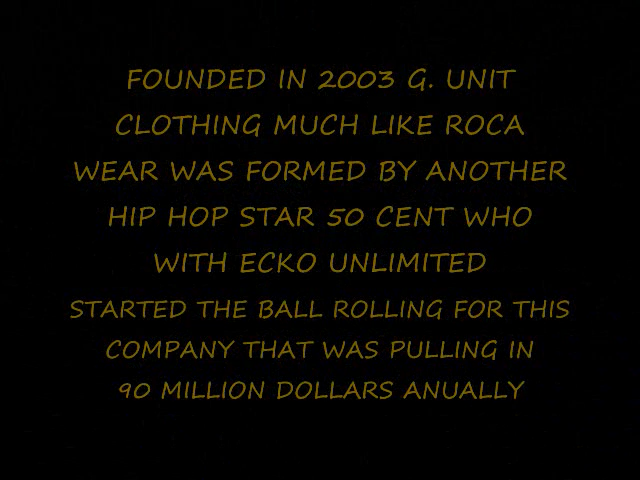 FOUNDED IN 2003 G. UNIT
CLOTHING MUCH LIKE ROCA
WEAR WAS FORMED BY ANOTHER
HIP HOP STAR 50 CENT WHO
WITH ECKO UNLIMITED
STARTED THE BALL ROLLING FOR THIS
COMPANY THAT WAS PULLING IN
90 MILLION DOLLARS ANUALLY